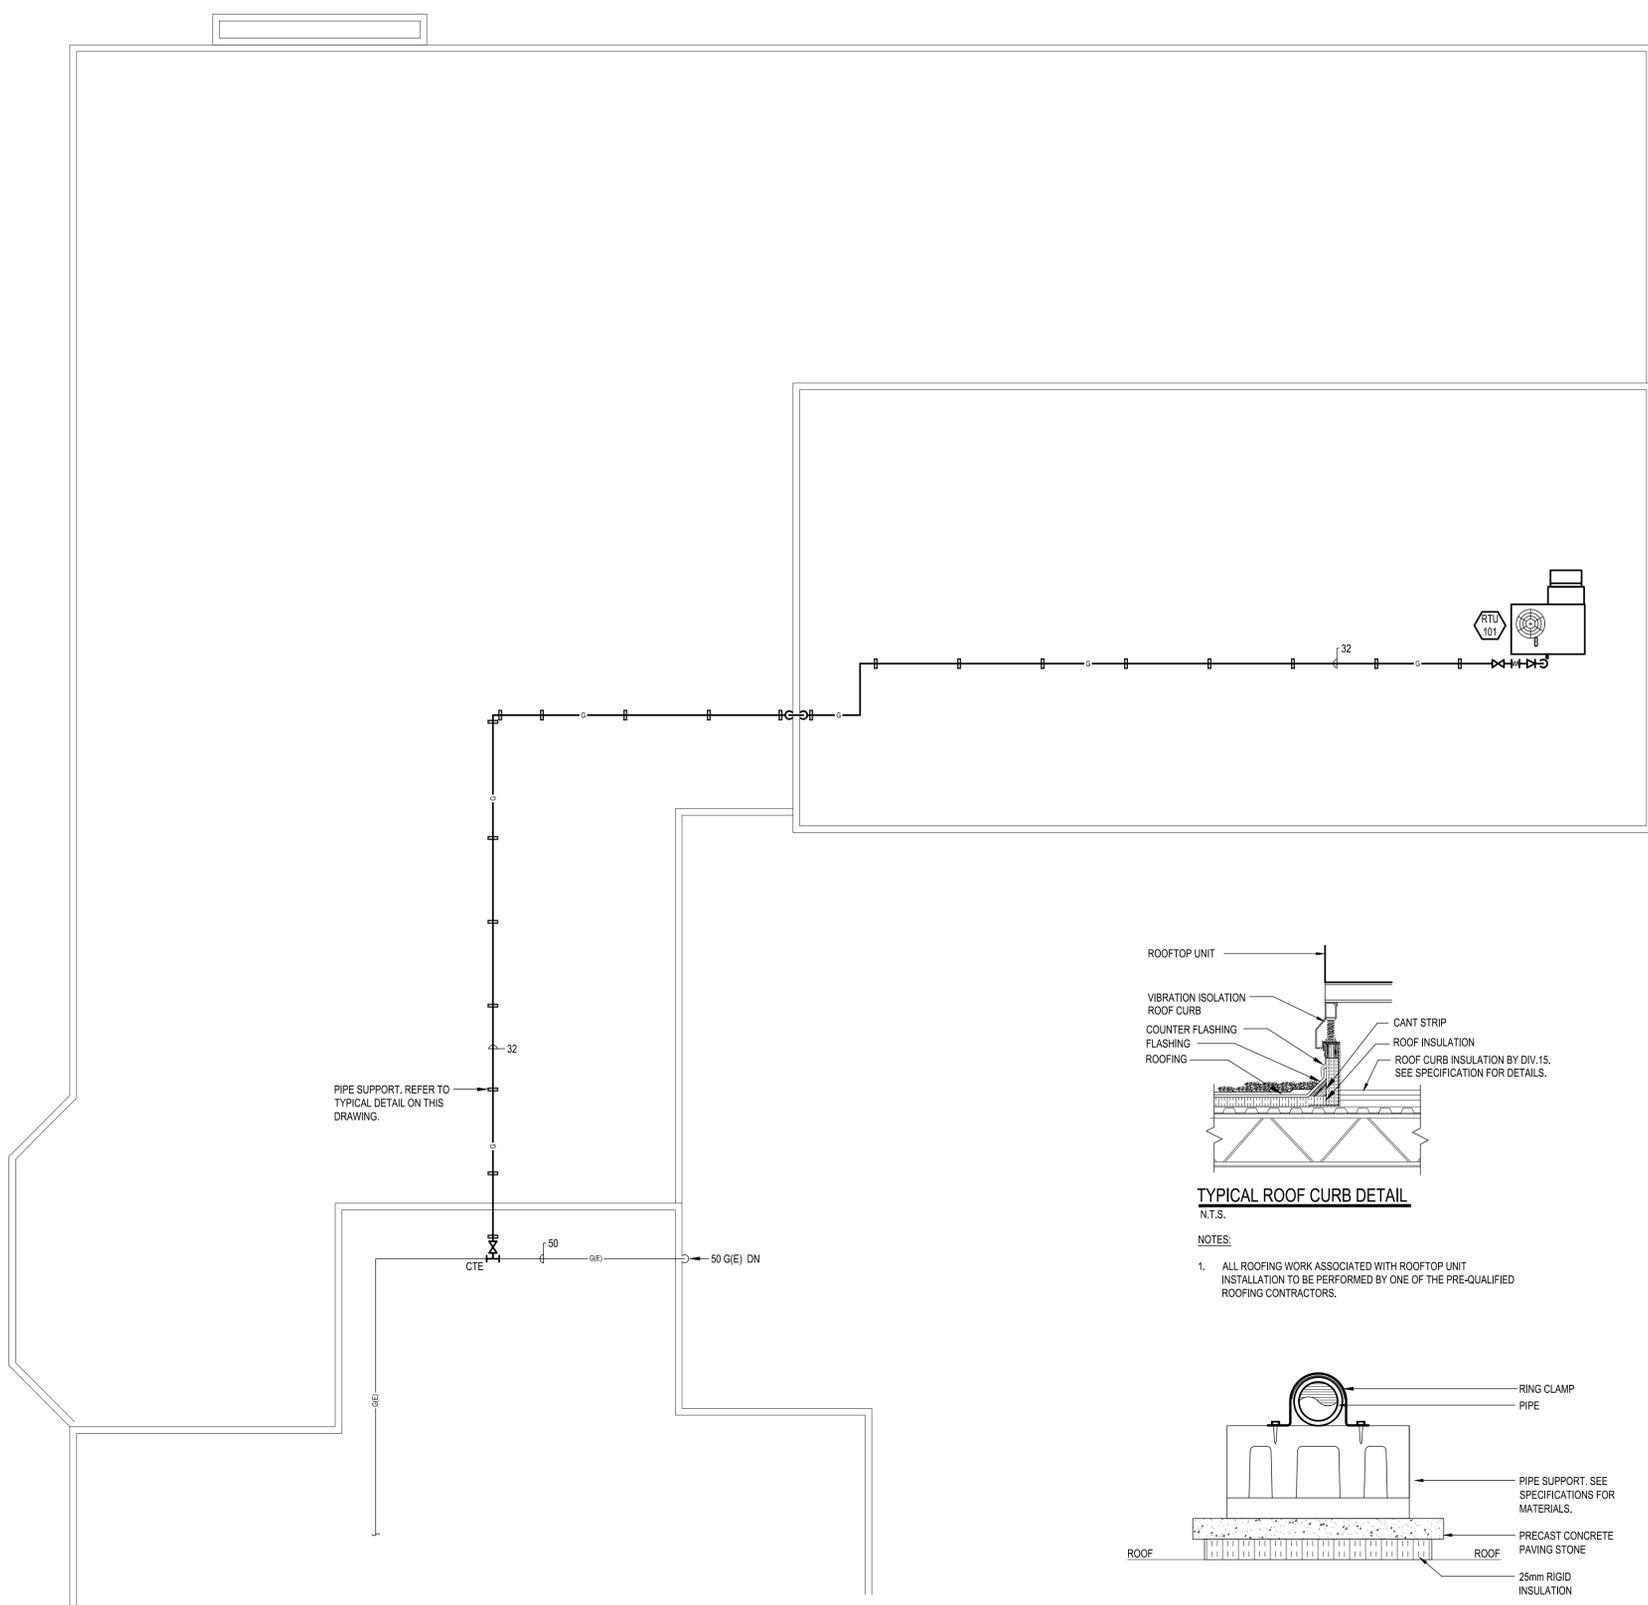 RTU
101
32
G
G
G
G
G
32
PIPE SUPPORT. REFER TO
TYPICAL DETAIL ON THIS
DRAWING.
G
50
CTE
G(E)
50 G(E) DN
G(E)
ROOFTOP UNIT
VIBRATION ISOLATION
ROOF CURB
COUNTER FLASHING
FLASHING
ROOFING
CANT STRIP
ROOF INSULATION
ROOF CURB INSULATION BY DIV.15.
SEE SPECIFICATION FOR DETAILS.
TYPICAL ROOF CURB DETAIL
N.T.S.
NOTES:
1. ALL ROOFING WORK ASSOCIATED WITH ROOFTOP UNIT
INSTALLATION TO BE PERFORMED BY ONE OF THE PRE-QUALIFIED
ROOFING CONTRACTORS.
RING CLAMP
PIPE
PIPE SUPPORT. SEE
SPECIFICATIONS FOR
MATERIALS.
PRECAST CONCRETE
PAVING STONE
ROOF
ROOF
25mm RIGID
INSULATION